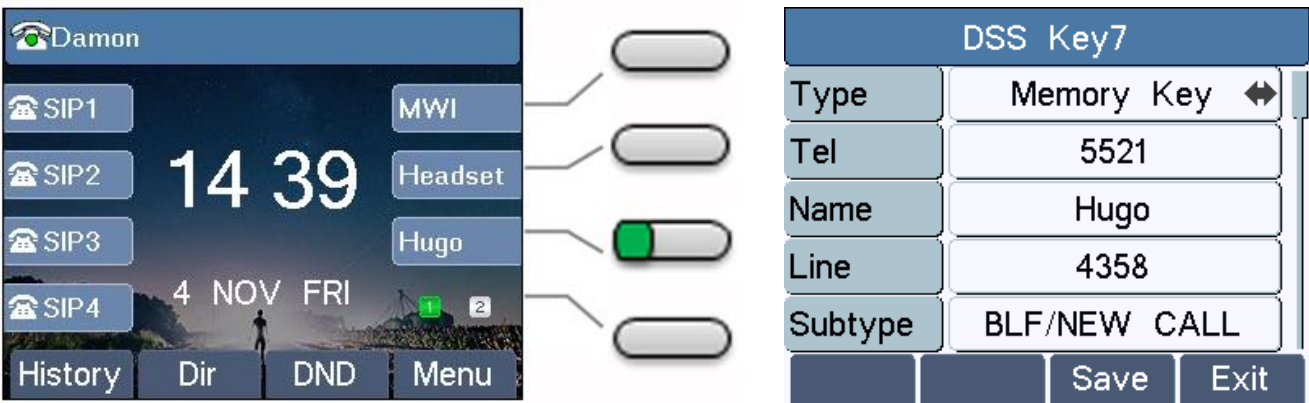 Damon
SIP1
MWI
SIP2
14 39
Headset
SIP3
Hugo
4 NOV FRI
SIP4
1
2
History
Dir
DND
Menu
DSS Key7
Type
Memory Key
Tel
5521
Name
Hugo
Line
4358
Subtype
BLF/NEW CALL
Save
Exit